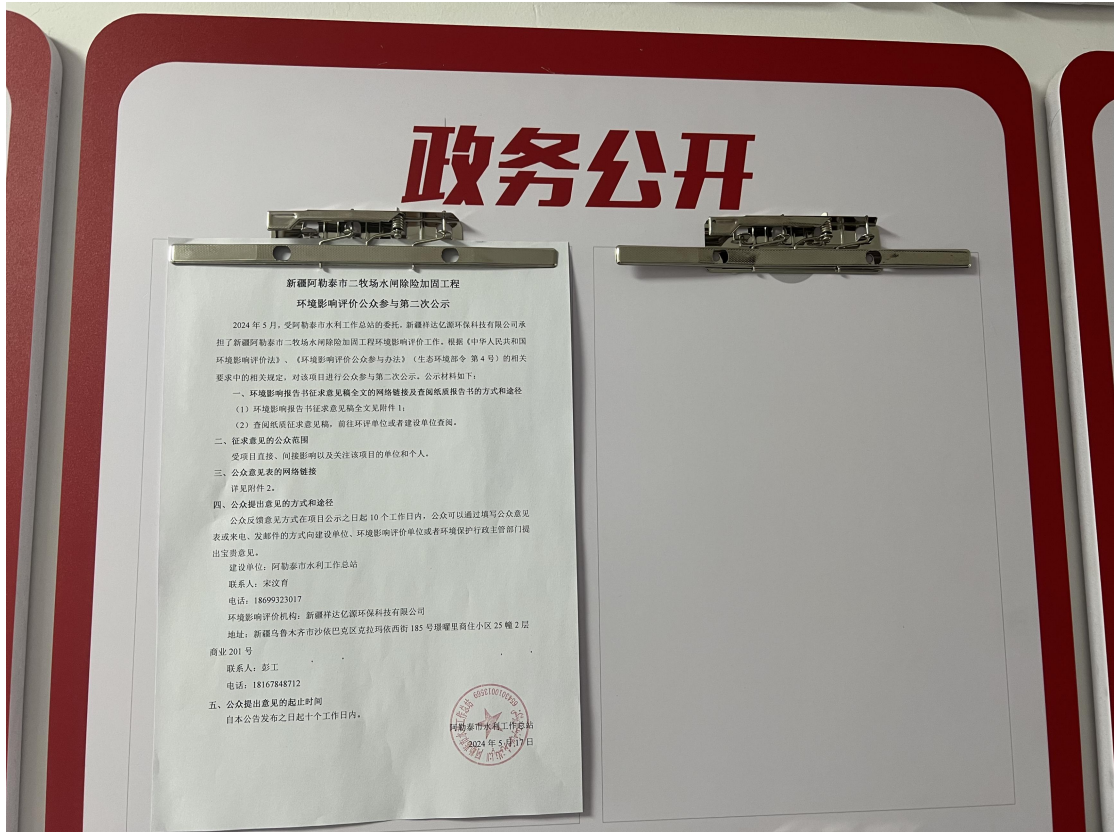 政务公开
新疆阿勒泰市二牧场水闸除险加固工程
环境影响评价公众参与第二次公示
2024 年 5 月，受阿勒泰市水利工作总站的委托，新疆祥达亿源环保科技有限公司承
担了新疆阿勒泰市二牧场水闸除险加固工程环境影响评价工作。根据《中华人民共和国
环境影响评价法》、《环境影响评价公众参与办法》（生态环境部令 第 4 号）的相关
要求中的相关规定，对该项目进行公众参与第二次公示。公示材料如下：
一、环境影响报告书征求意见稿全文的网络链接及查阅纸质报告书的方式和途径
（1）环境影响报告书征求意见稿全文见附件 1；
（2）查阅纸质征求意见稿，前往环评单位或者建设单位查阅。
二、征求意见的公众范围
受项目直接、间接影响以及关注该项目的单位和个人。
三、公众意见表的网络链接
详见附件 2。
四、公众提出意见的方式和途径
公众反馈意见方式在项目公示之日起 10 个工作日内，公众可以通过填写公众意见
表或来电、发邮件的方式向建设单位、环境影响评价单位或者环境保护行政主管部门提
出宝贵意见。
建设单位：阿勒泰市水利工作总站
联系人：宋汶育
电话：18699323017
环境影响评价机构：新疆祥达亿源环保科技有限公司
地址：新疆乌鲁木齐市沙依巴克区克拉玛依西街 185 号璟曜里商住小区 25 幢 2 层
商业 201 号
联系人：彭工
电话：18167848712
五、公众提出意见的起止时间
自本公告发布之日起十个工作日内。
阿勒泰市水利工作总站
2024 年 5 月 17 日